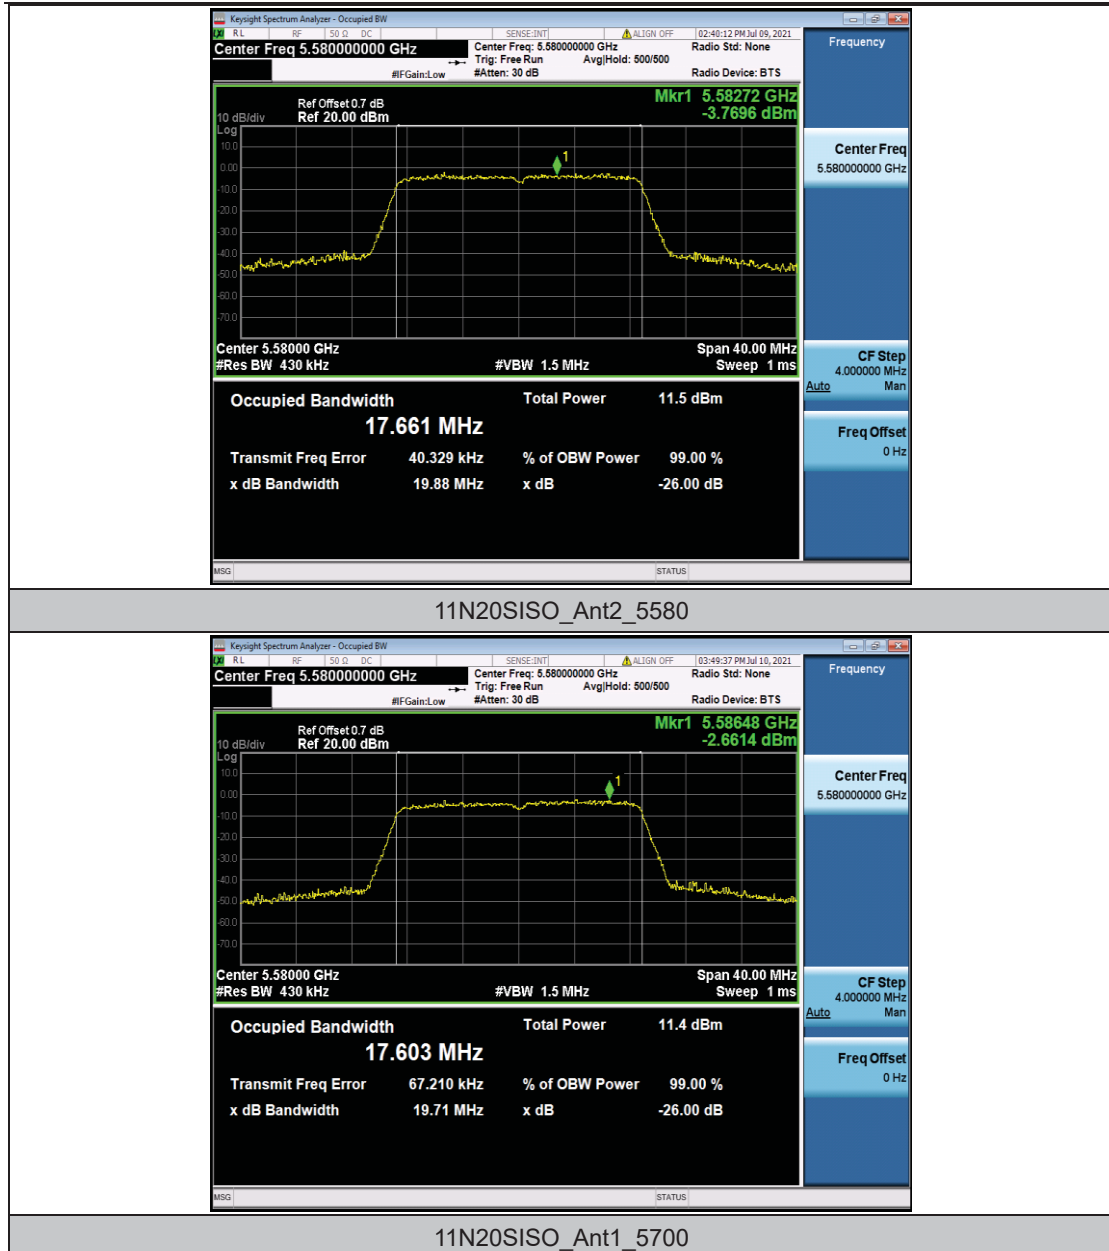 Keysight Spectrum Analyzer - Occupied BW
RL RF 50 Ω DC SENSE:INT ALIGN OFF 02:40:12 PM Jul 09, 2021
Center Freq 5.580000000 GHz
Center Freq: 5.580000000 GHz Radio Std: None
Trig: Free Run Avg|Hold: 500/500
#IFGain:Low #Atten: 30 dB Radio Device: BTS
Frequency
Mkr1 5.58272 GHz
-3.7696 dBm
Ref Offset 0.7 dB
10 dB/div Ref 20.00 dBm
Log
10.0
0.00
-10.0
-20.0
-30.0
-40.0
-50.0
-60.0
-70.0
1
Center 5.58000 GHz Span 40.00 MHz
#Res BW 430 kHz #VBW 1.5 MHz Sweep 1 ms
Center Freq
5.580000000 GHz
CF Step
4.000000 MHz
Auto Man
Freq Offset
0 Hz
Occupied Bandwidth Total Power 11.5 dBm
17.661 MHz
Transmit Freq Error 40.329 kHz % of OBW Power 99.00 %
x dB Bandwidth 19.88 MHz x dB -26.00 dB
MSG STATUS
11N20SISO_Ant2_5580
Keysight Spectrum Analyzer - Occupied BW
RL RF 50 Ω DC SENSE:INT ALIGN OFF 03:49:37 PM Jul 10, 2021
Center Freq 5.580000000 GHz
Center Freq: 5.580000000 GHz Radio Std: None
Trig: Free Run Avg|Hold: 500/500
#IFGain:Low #Atten: 30 dB Radio Device: BTS
Frequency
Mkr1 5.58648 GHz
-2.6614 dBm
Ref Offset 0.7 dB
10 dB/div Ref 20.00 dBm
Log
10.0
0.00
-10.0
-20.0
-30.0
-40.0
-50.0
-60.0
-70.0
1
Center 5.58000 GHz Span 40.00 MHz
#Res BW 430 kHz #VBW 1.5 MHz Sweep 1 ms
Center Freq
5.580000000 GHz
CF Step
4.000000 MHz
Auto Man
Freq Offset
0 Hz
Occupied Bandwidth Total Power 11.4 dBm
17.603 MHz
Transmit Freq Error 67.210 kHz % of OBW Power 99.00 %
x dB Bandwidth 19.71 MHz x dB -26.00 dB
MSG STATUS
11N20SISO_Ant1_5700